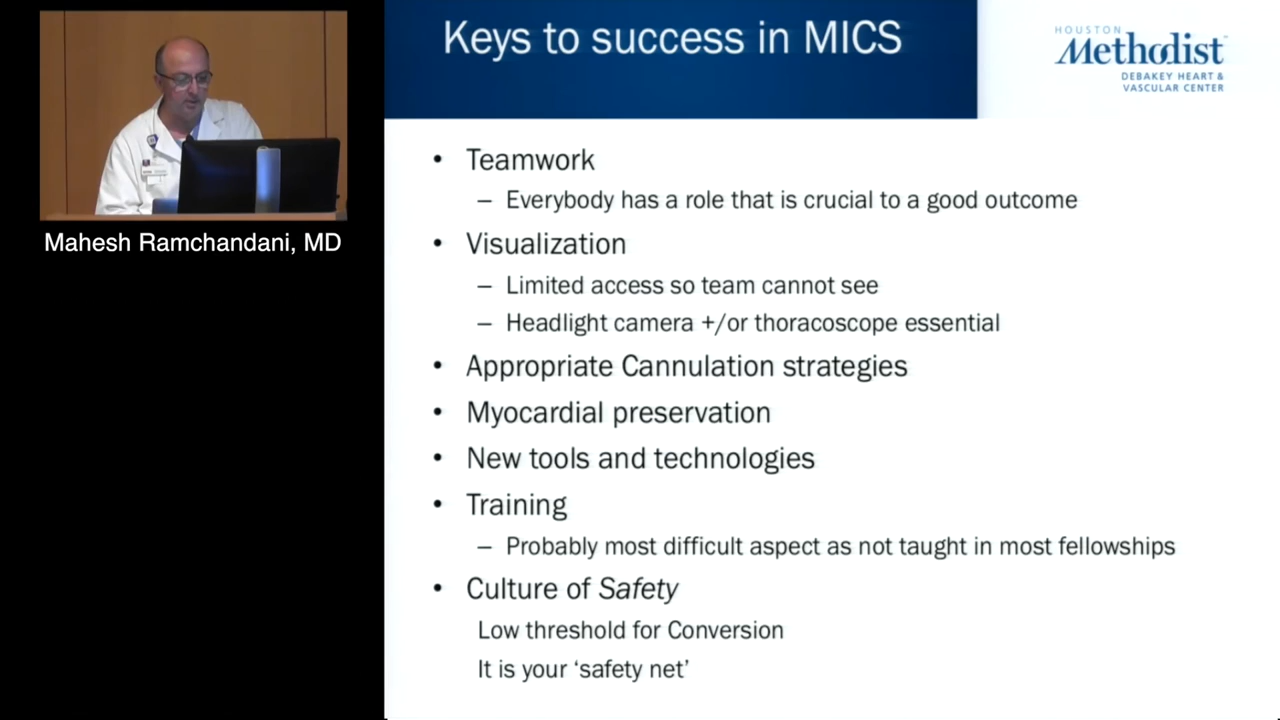 Keys to success in MICS
HOUSTON
Methodist
DEBAKEY HEART &
VASCULAR CENTER
Mahesh Ramchandani, MD
• Teamwork
– Everybody has a role that is crucial to a good outcome
• Visualization
– Limited access so team cannot see
– Headlight camera +/or thoracoscope essential
• Appropriate Cannulation strategies
• Myocardial preservation
• New tools and technologies
• Training
– Probably most difficult aspect as not taught in most fellowships
• Culture of Safety
Low threshold for Conversion
It is your ‘safety net’